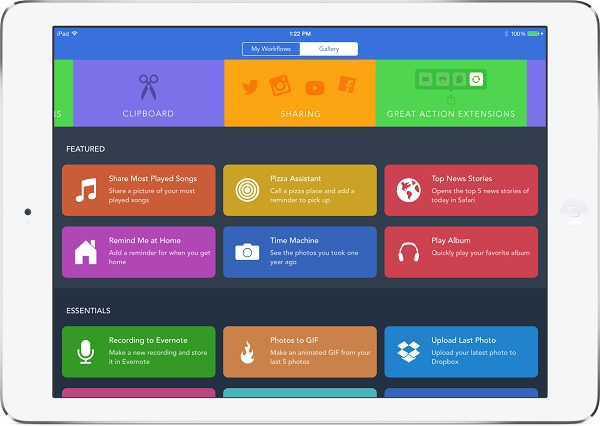 iPad
1:22 PM
100%
My Workflows
Gallery
CLIPBOARD
SHARING
GREAT ACTION EXTENSIONS
FEATURED
Share Most Played Songs
Share a picture of your most
played songs
Pizza Assistant
Call a pizza place and add a
reminder to pick up
Top News Stories
Opens the top 5 news stories of
today in Safari
Remind Me at Home
Add a reminder for when you get
home
Time Machine
See the photos you took one
year ago
Play Album
Quickly play your favorite album
ESSENTIALS
Recording to Evernote
Make a new recording and store
it in Evernote
Photos to GIF
Make an animated GIF from your
last 5 photos
Upload Last Photo
Upload your latest photo to
Dropbox